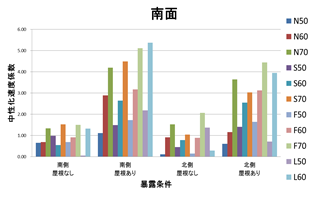 南面
中性化速度係数
6.00
5.00
4.00
3.00
2.00
1.00
0.00
南側
屋根なし
南側
屋根あり
北側
屋根なし
北側
屋根あり
暴露条件
N50
N60
N70
S50
S60
S70
F50
F60
F70
L50
L60